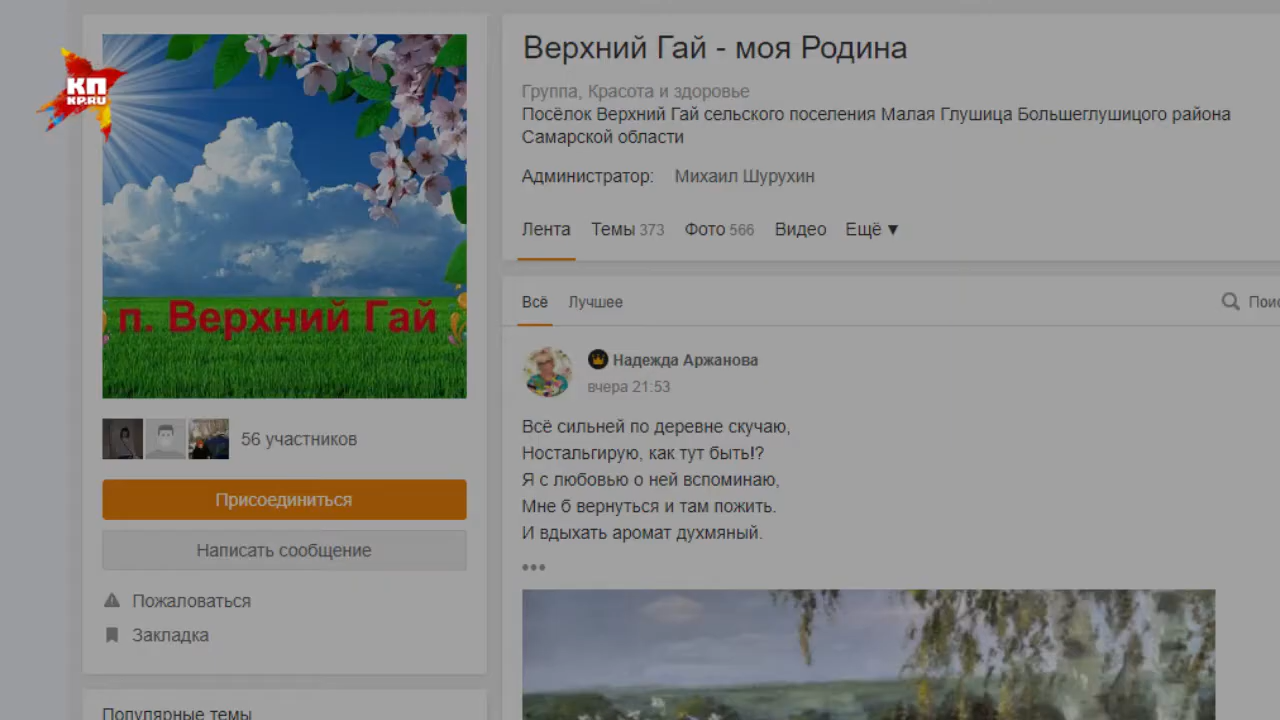 КП
KP.RU
п. Верхний Гай
56 участников
Присоединиться
Написать сообщение
Пожаловаться
Закладка
Популярные темы
Верхний Гай - моя Родина
Группа, Красота и здоровье
Посёлок Верхний Гай сельского поселения Малая Глушица Большеглушицого района
Самарской области
Администратор: Михаил Шурухин
Лента Темы 373 Фото 566 Видео Ещё ▼
Всё Лучшее Поис
Надежда Аржанова
вчера 21:53
Всё сильней по деревне скучаю,
Ностальгирую, как тут быть!?
Я с любовью о ней вспоминаю,
Мне б вернуться и там пожить.
И вдыхать аромат духмяный.
•••